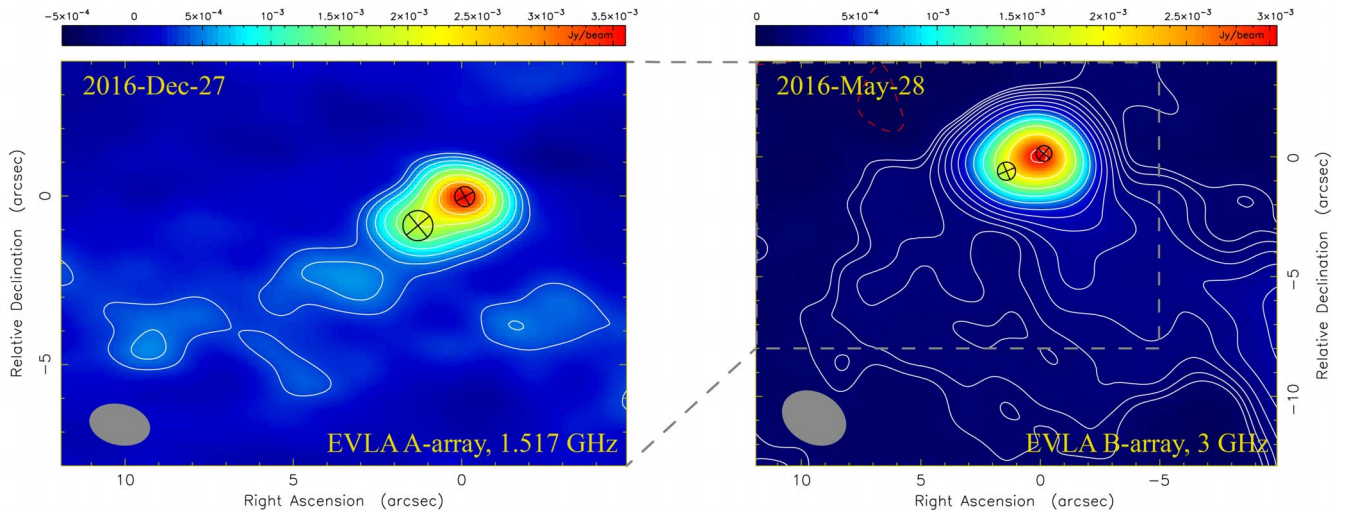 −5×10⁻⁴ 0 5×10⁻⁴ 10⁻³ 1.5×10⁻³ 2×10⁻³ 2.5×10⁻³ 3×10⁻³ 3.5×10⁻³
Jy/beam
2016-Dec-27
0
−5
Relative Declination (arcsec)
EVLA A-array, 1.517 GHz
10 5 0
Right Ascension (arcsec)
0 5×10⁻⁴ 10⁻³ 1.5×10⁻³ 2×10⁻³ 2.5×10⁻³ 3×10⁻³
Jy/beam
2016-May-28
0
−5
−10
Relative Declination (arcsec)
EVLA B-array, 3 GHz
10 5 0 −5
Right Ascension (arcsec)